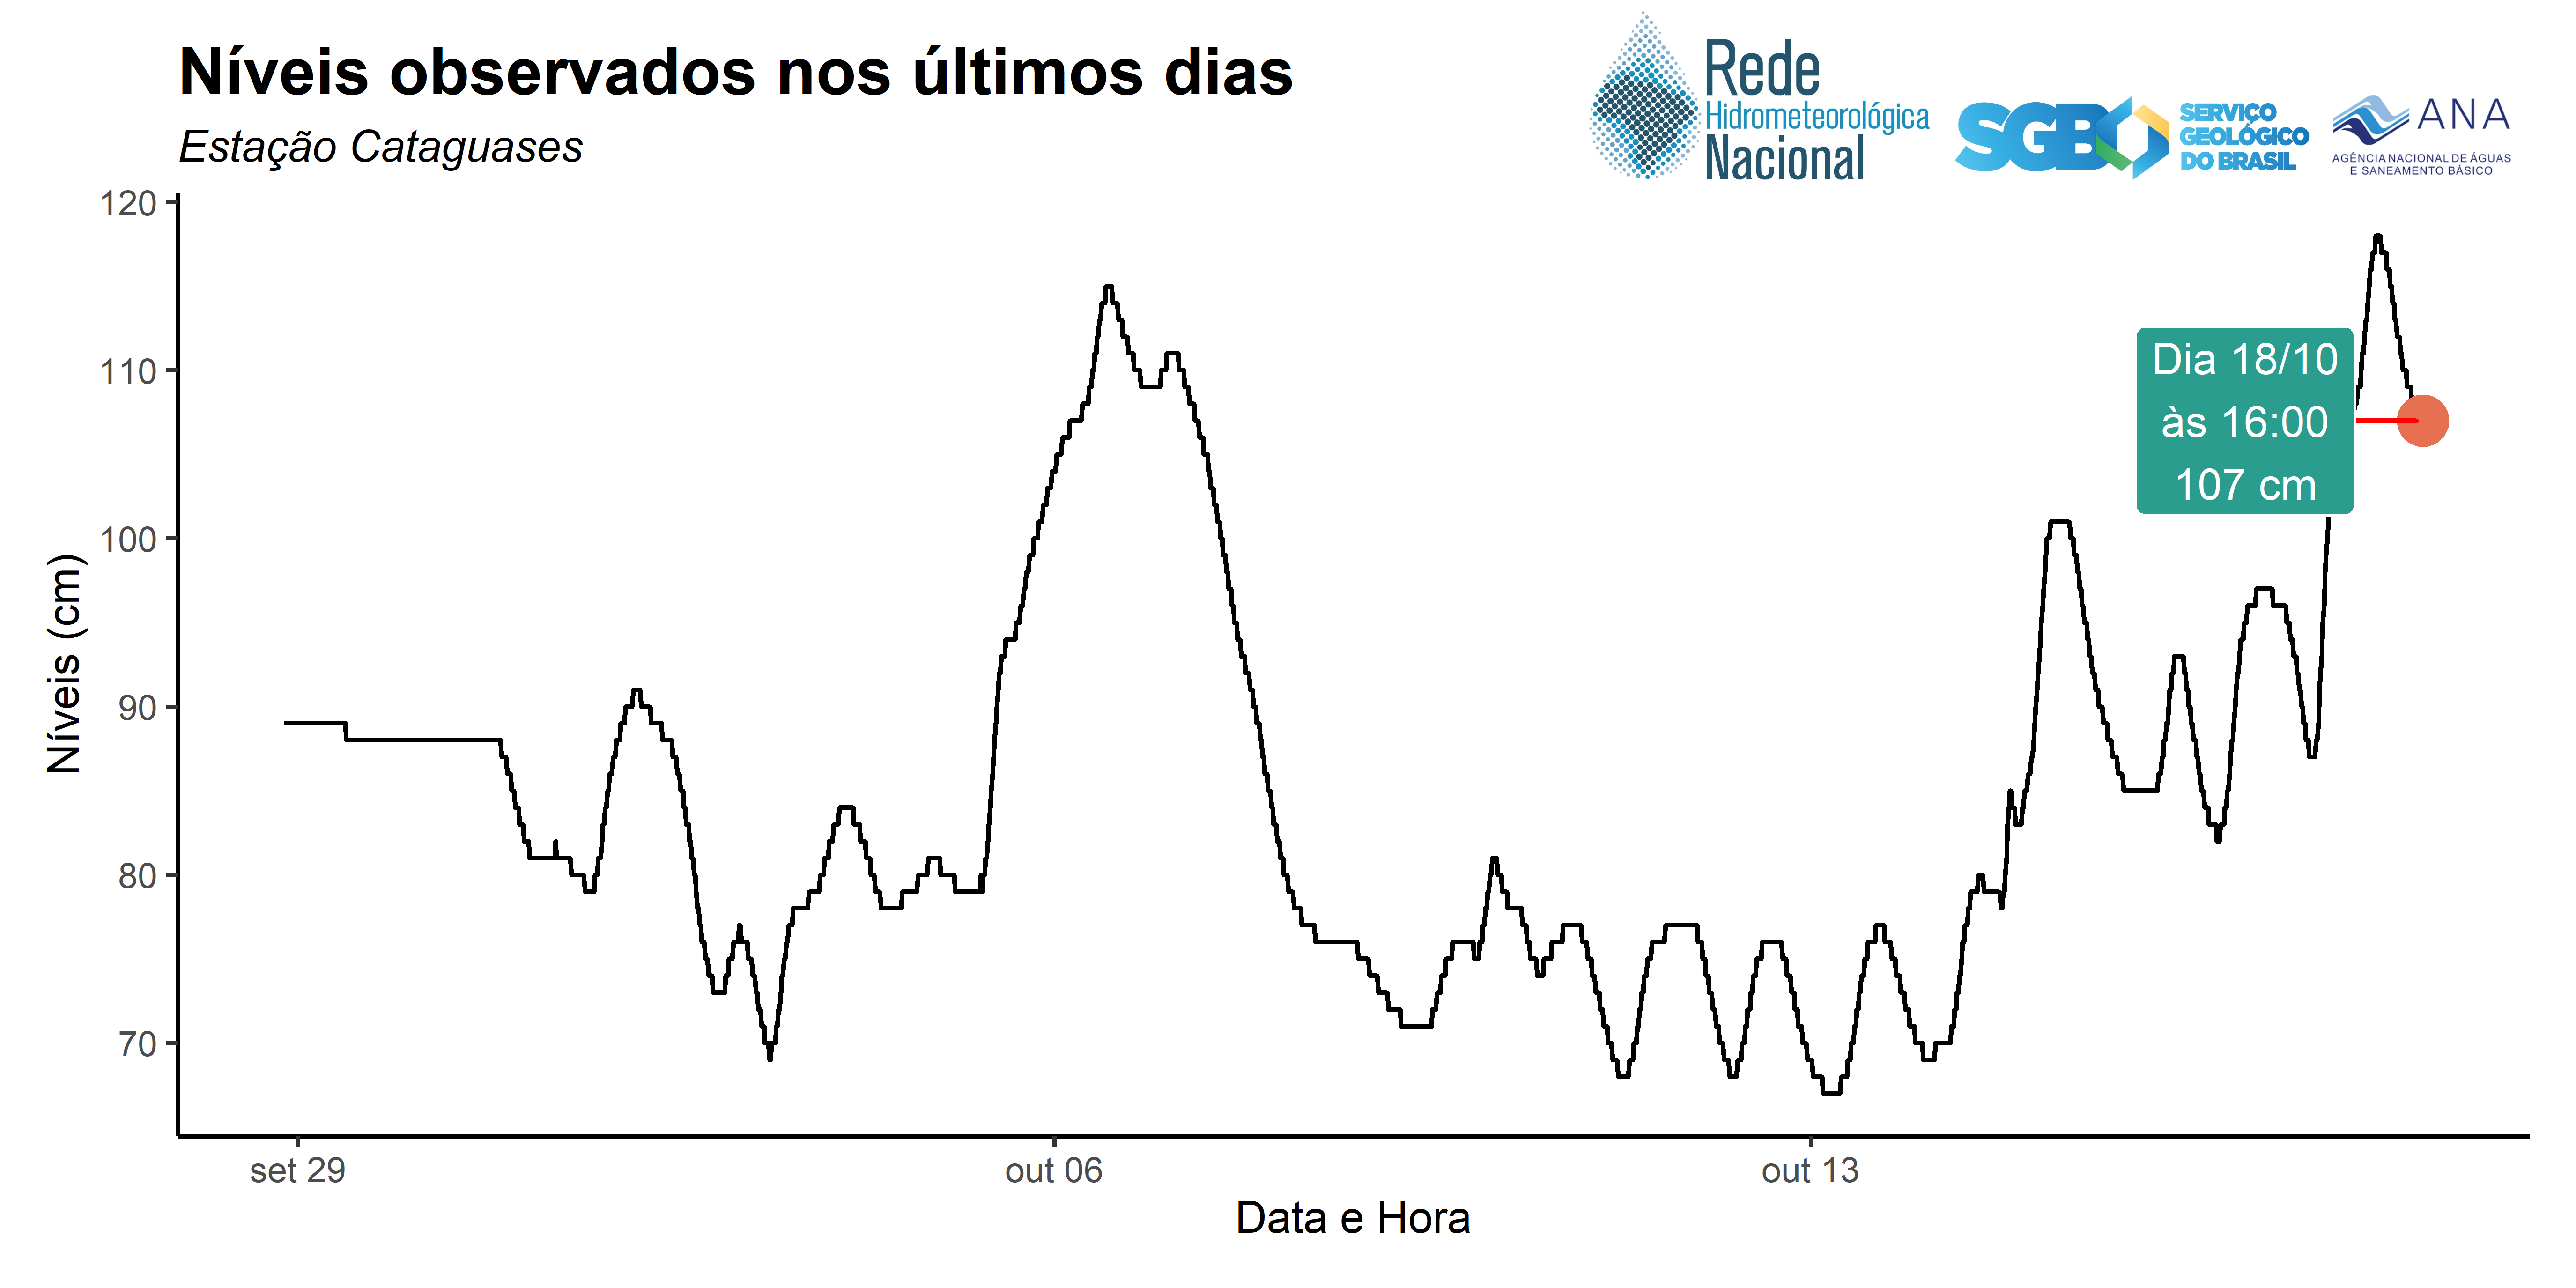 Níveis observados nos últimos dias
Estação Cataguases
Rede
Hidrometeorológica
Nacional
SGB
SERVIÇO
GEOLÓGICO
DO BRASIL
ANA
AGÊNCIA NACIONAL DE ÁGUAS
E SANEAMENTO BÁSICO
120
110
100
90
80
70
Níveis (cm)
Dia 18/10
às 16:00
107 cm
set 29
out 06
out 13
Data e Hora